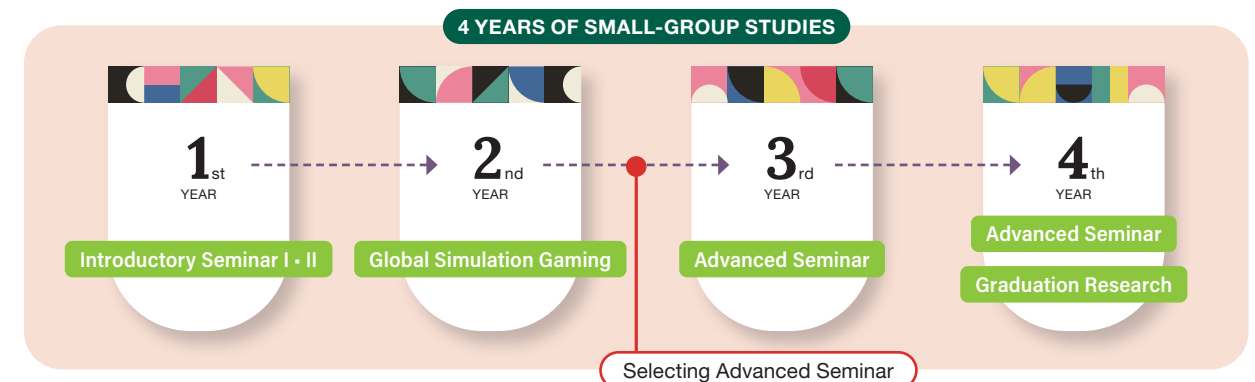 4 YEARS OF SMALL-GROUP STUDIES
1st
YEAR
Introductory Seminar I・II
2nd
YEAR
Global Simulation Gaming
Selecting Advanced Seminar
3rd
YEAR
Advanced Seminar
4th
YEAR
Advanced Seminar
Graduation Research